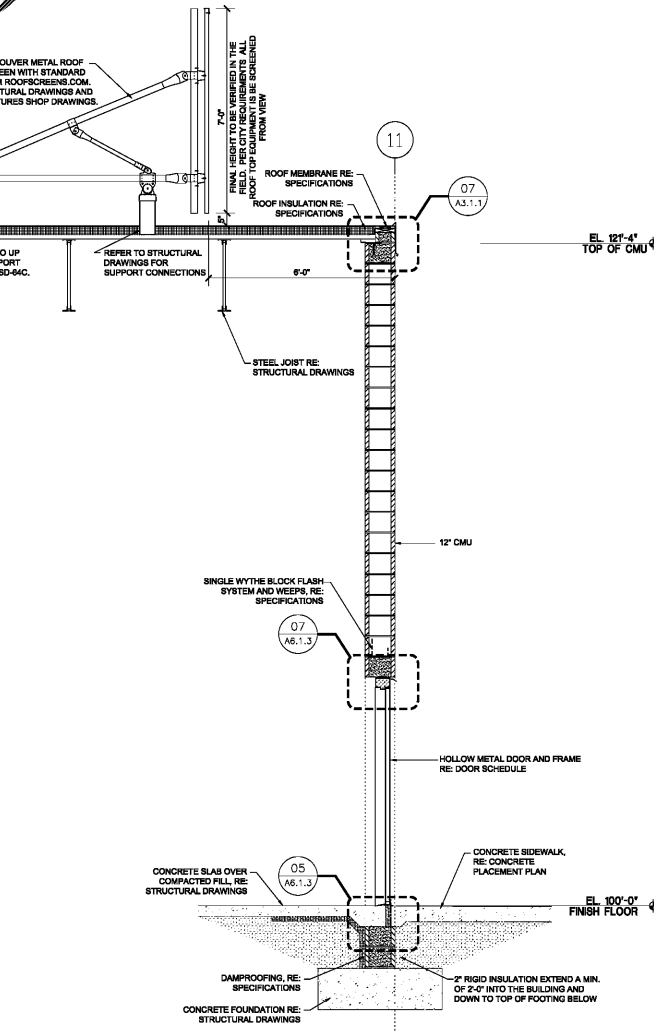 OUVER METAL ROOF
EEN WITH STANDARD
ROOFSCREENS.COM.
TURAL DRAWINGS AND
TURES SHOP DRAWINGS.
7'-0"
FINAL HEIGHT TO BE VERIFIED IN THE
FIELD. PER CITY REQUIREMENTS ALL
ROOF TOP EQUIPMENT IS BE SCREENED
FROM VIEW
11
ROOF MEMBRANE RE:
SPECIFICATIONS
07
A3.1.1
ROOF INSULATION RE:
SPECIFICATIONS
5"
EL. 121'-4"
TOP OF CMU
O UP
PORT
SD-64C.
REFER TO STRUCTURAL
DRAWINGS FOR
SUPPORT CONNECTIONS
6'-0"
STEEL JOIST RE:
STRUCTURAL DRAWINGS
12" CMU
SINGLE WYTHE BLOCK FLASH
SYSTEM AND WEEPS, RE:
SPECIFICATIONS
07
A6.1.3
HOLLOW METAL DOOR AND FRAME
RE: DOOR SCHEDULE
CONCRETE SIDEWALK,
RE: CONCRETE
PLACEMENT PLAN
05
A6.1.3
CONCRETE SLAB OVER
COMPACTED FILL, RE:
STRUCTURAL DRAWINGS
EL. 100'-0"
FINISH FLOOR
DAMPROOFING, RE:
SPECIFICATIONS
2" RIGID INSULATION EXTEND A MIN.
OF 2'-0" INTO THE BUILDING AND
DOWN TO TOP OF FOOTING BELOW
CONCRETE FOUNDATION RE:
STRUCTURAL DRAWINGS